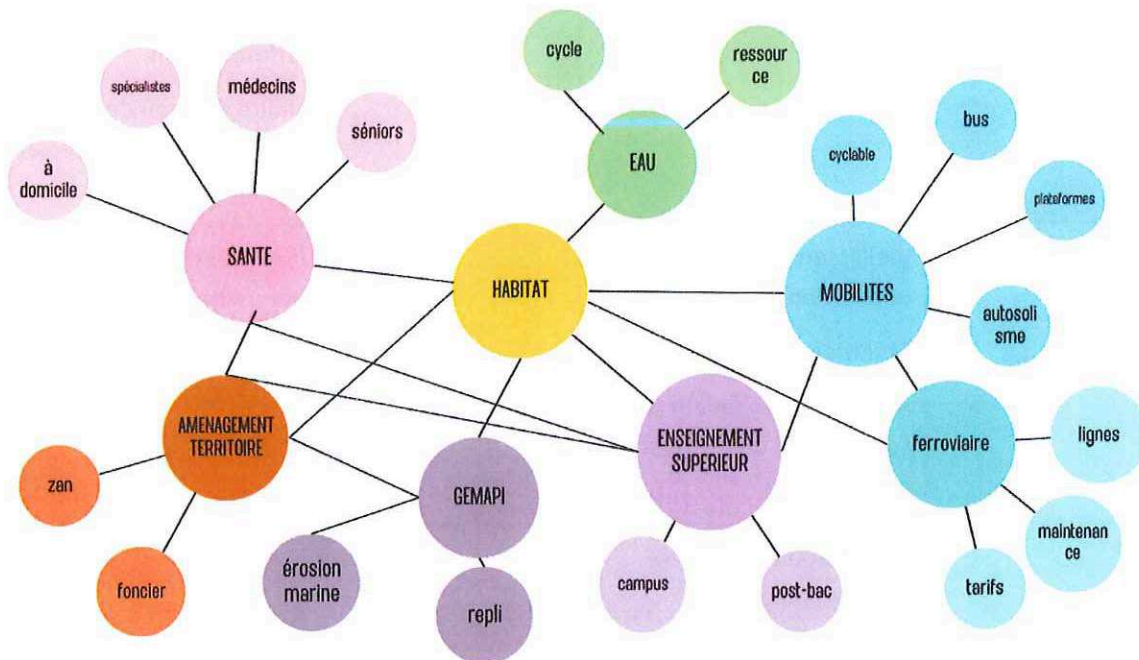 cycle
ressour
ce
spécialistes
médecins
séniors
à
domicile
EAU
cyclable
bus
plateformes
SANTE
HABITAT
MOBILITES
autosoli
sme
AMENAGEMENT
TERRITOIRE
ENSEIGNEMENT
SUPERIEUR
ferroviaire
lignes
zan
GEMAPI
maintenan
ce
foncier
érosion
marine
repli
campus
post-bac
tarifs